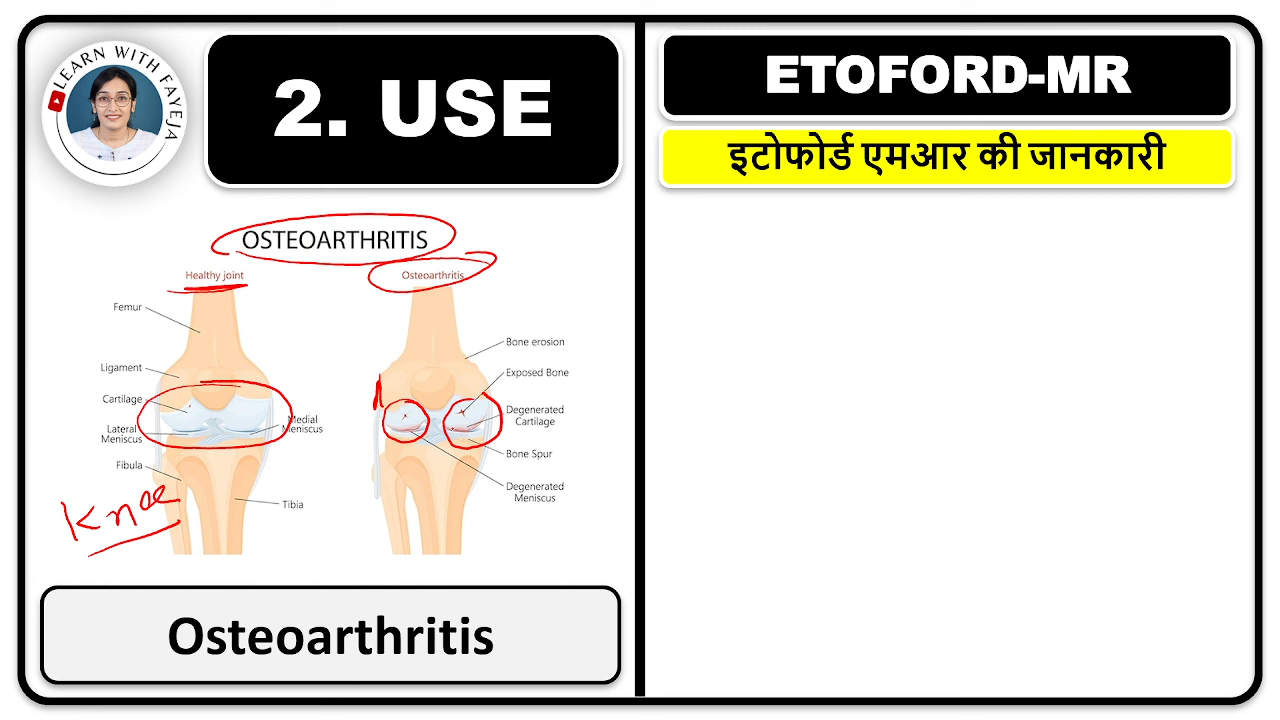 LEARN WITH FAYEJA
2. USE
ETOFORD-MR
इटोफोर्ड एमआर की जानकारी
OSTEOARTHRITIS
Healthy joint
Femur
Ligament
Cartilage
Lateral
Meniscus
Fibula
Medial
Meniscus
Tibia
Knee
Osteoarthritis
Bone erosion
Exposed Bone
Degenerated
Cartilage
Bone Spur
Degenerated
Meniscus
Osteoarthritis